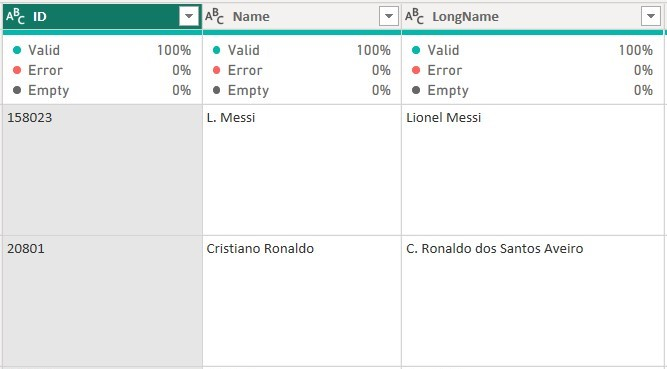 ABC ID ABC Name ABC LongName
Valid 100% Valid 100% Valid 100%
Error 0% Error 0% Error 0%
Empty 0% Empty 0% Empty 0%
158023 L. Messi Lionel Messi
20801 Cristiano Ronaldo C. Ronaldo dos Santos Aveiro